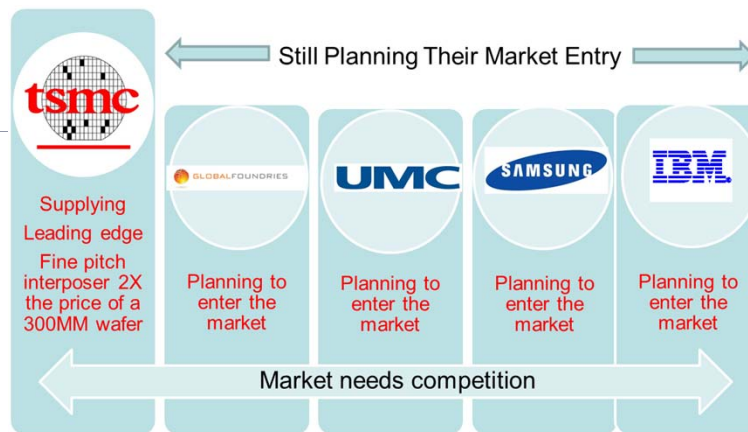 Still Planning Their Market Entry
tsmc
GLOBALFOUNDRIES
UMC
SAMSUNG
IBM
Supplying
Leading edge
Fine pitch
interposer 2X
the price of a
300MM wafer
Planning to
enter the
market
Planning to
enter the
market
Planning to
enter the
market
Planning to
enter the
market
Market needs competition